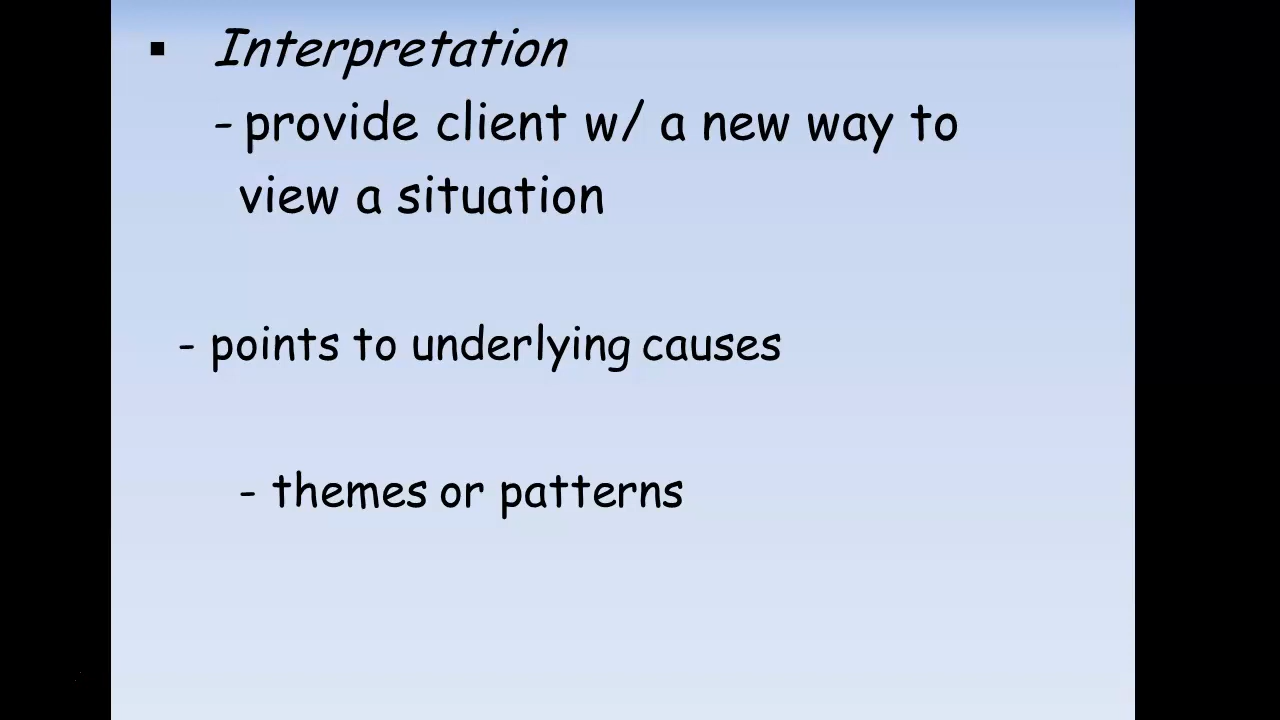 ▪ Interpretation
- provide client w/ a new way to
view a situation
- points to underlying causes
- themes or patterns